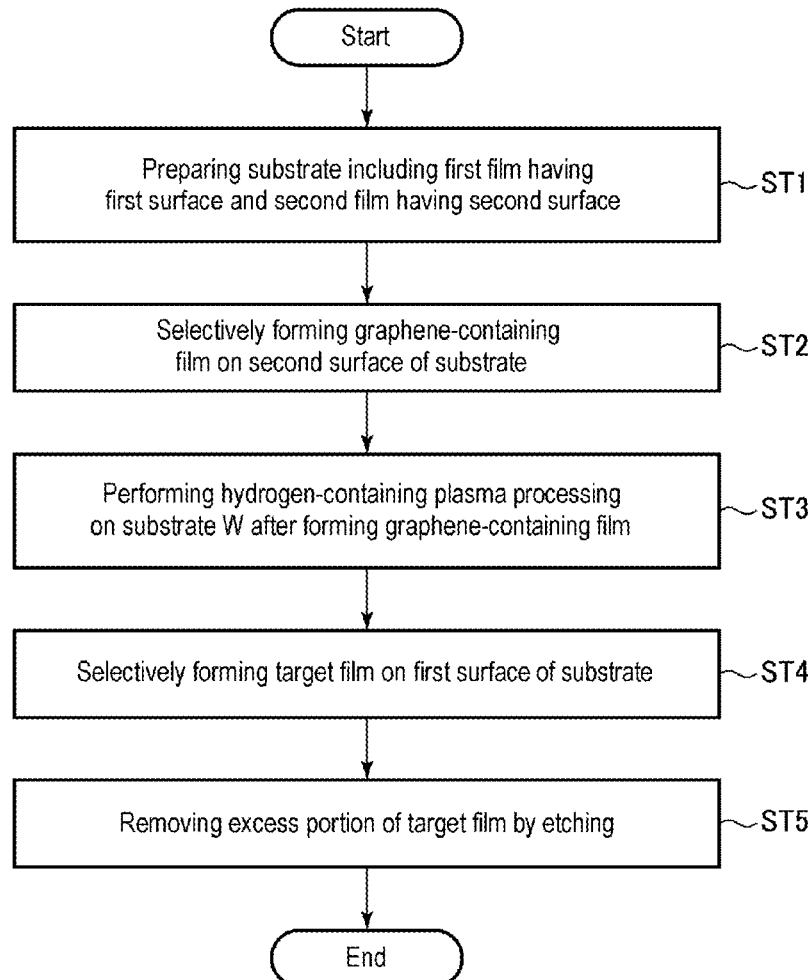 Start
Preparing substrate including first film having
first surface and second film having second surface
ST1
Selectively forming graphene-containing
film on second surface of substrate
ST2
Performing hydrogen-containing plasma processing
on substrate W after forming graphene-containing film
ST3
Selectively forming target film on first surface of substrate
ST4
Removing excess portion of target film by etching
ST5
End